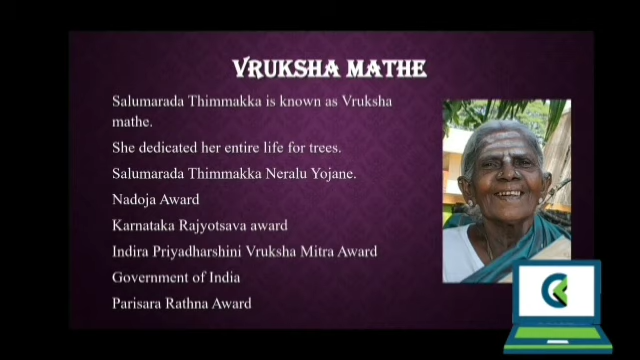 VRUKSHA MATHE
Salumarada Thimmakka is known as Vruksha
mathe.
She dedicated her entire life for trees.
Salumarada Thimmakka Neralu Yojane.
Nadoja Award
Karnataka Rajyotsava award
Indira Priyadharshini Vruksha Mitra Award
Government of India
Parisara Rathna Award